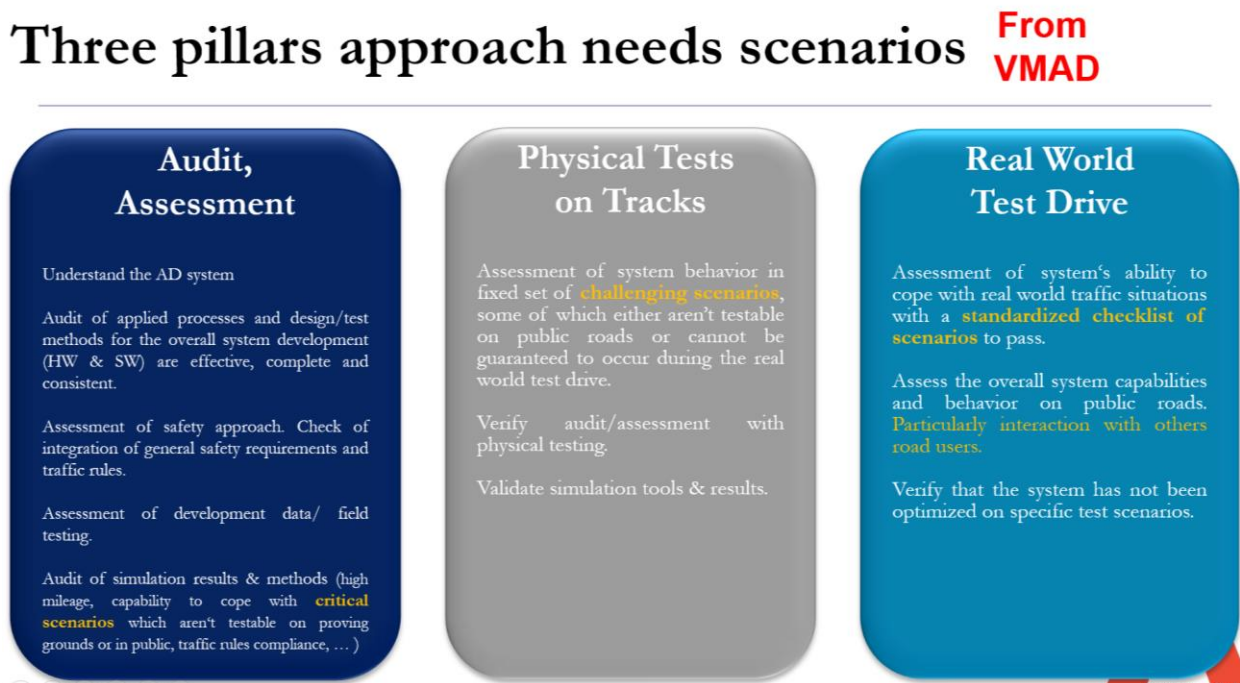 Three pillars approach needs scenarios
From
VMAD
Audit,
Assessment
Understand the AD system
Audit of applied processes and design/test
methods for the overall system development
(HW & SW) are effective, complete and
consistent.
Assessment of safety approach. Check of
integration of general safety requirements and
traffic rules.
Assessment of development data/ field
testing.
Audit of simulation results & methods (high
mileage, capability to cope with critical
scenarios which aren't testable on proving
grounds or in public, traffic rules compliance, … )
Physical Tests
on Tracks
Assessment of system behavior in
fixed set of challenging scenarios,
some of which either aren't testable
on public roads or cannot be
guaranteed to occur during the real
world test drive.
Verify audit/assessment with
physical testing.
Validate simulation tools & results.
Real World
Test Drive
Assessment of system‘s ability to
cope with real world traffic situations
with a standardized checklist of
scenarios to pass.
Assess the overall system capabilities
and behavior on public roads.
Particularly interaction with others
road users.
Verify that the system has not been
optimized on specific test scenarios.